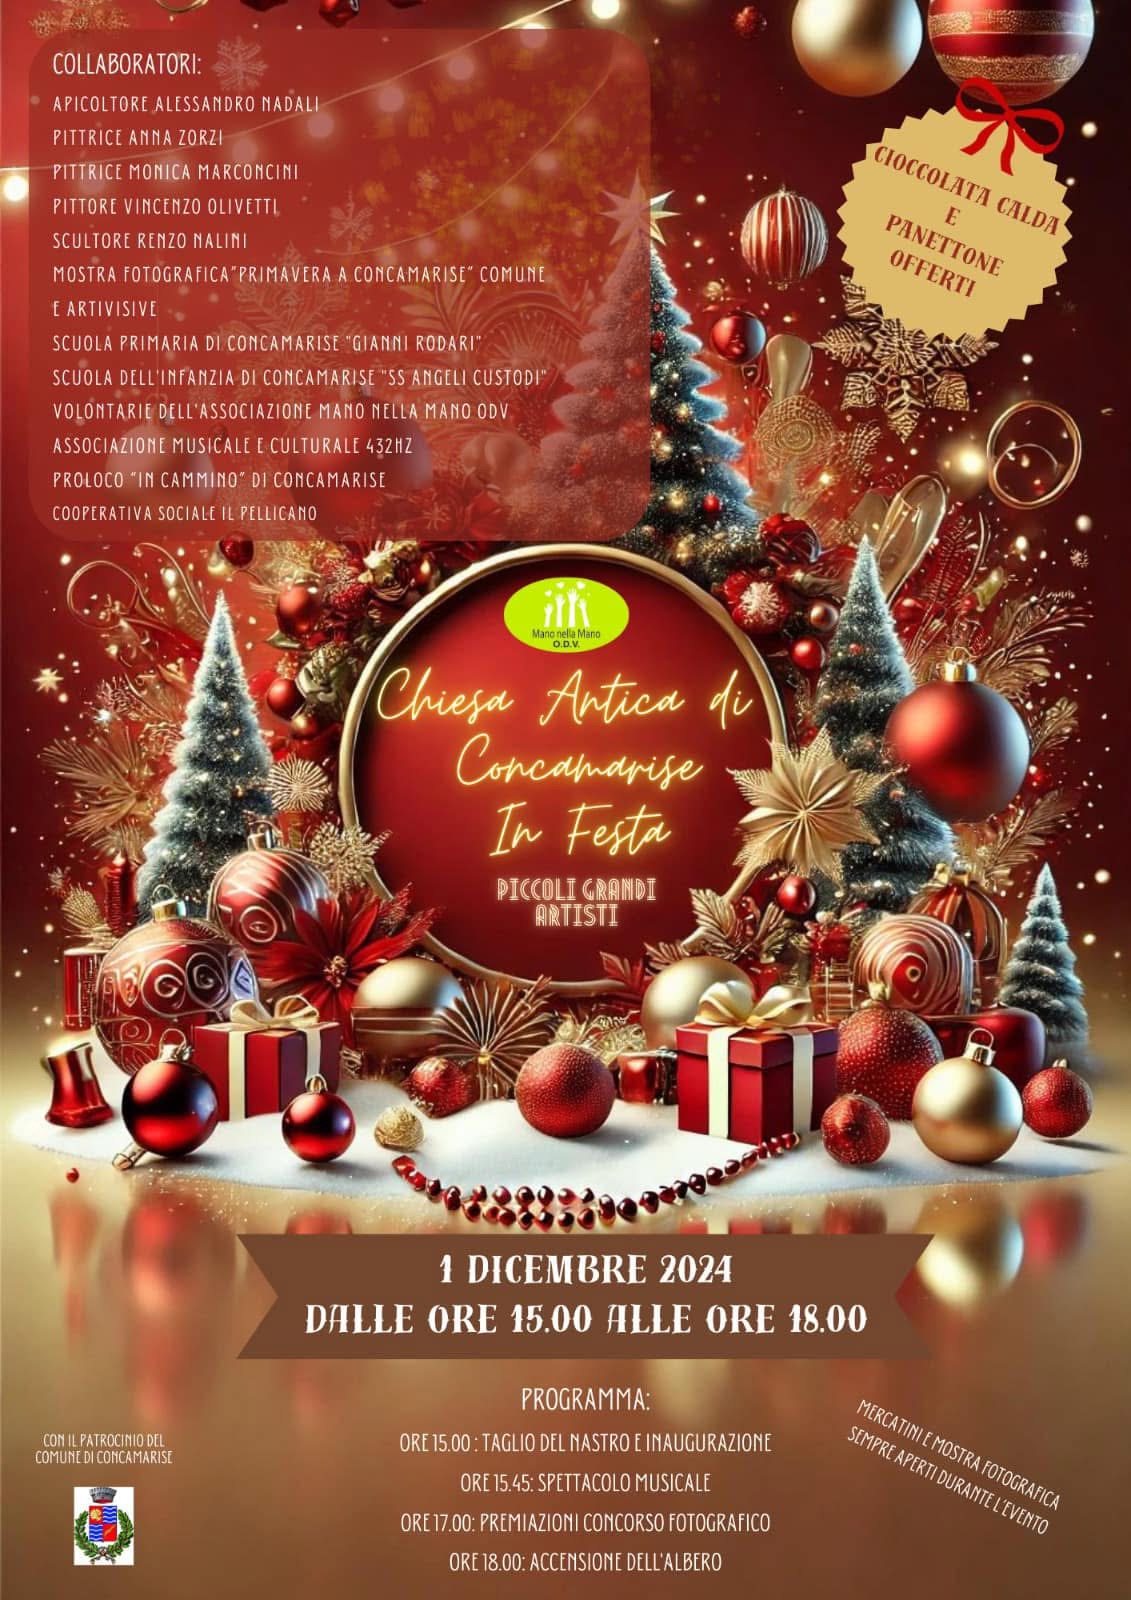 COLLABORATORI:
APICOLTORE ALESSANDRO NADALI
PITTRICE ANNA ZORZI
PITTRICE MONICA MARCONCINI
PITTORE VINCENZO OLIVETTI
SCULTORE RENZO NALINI
MOSTRA FOTOGRAFICA"PRIMAVERA A CONCAMARISE" COMUNE
E ARTIVISIVE
SCUOLA PRIMARIA DI CONCAMARISE "GIANNI RODARI"
SCUOLA DELL'INFANZIA DI CONCAMARISE "SS ANGELI CUSTODI"
VOLONTARIE DELL'ASSOCIAZIONE MANO NELLA MANO ODV
ASSOCIAZIONE MUSICALE E CULTURALE 432HZ
PROLOCO "IN CAMMINO" DI CONCAMARISE
COOPERATIVA SOCIALE IL PELLICANO
CIOCCOLATA CALDA
E
PANETTONE
OFFERTI
Mano nella Mano
O.D.V.
Chiesa Antica di
Concamarise
In Festa
PICCOLI GRANDI
ARTISTI
1 DICEMBRE 2024
DALLE ORE 15.00 ALLE ORE 18.00
PROGRAMMA:
ORE 15.00 : TAGLIO DEL NASTRO E INAUGURAZIONE
ORE 15.45: SPETTACOLO MUSICALE
ORE 17.00: PREMIAZIONI CONCORSO FOTOGRAFICO
ORE 18.00: ACCENSIONE DELL'ALBERO
CON IL PATROCINIO DEL
COMUNE DI CONCAMARISE
MERCATINI E MOSTRA FOTOGRAFICA
SEMPRE APERTI DURANTE L'EVENTO